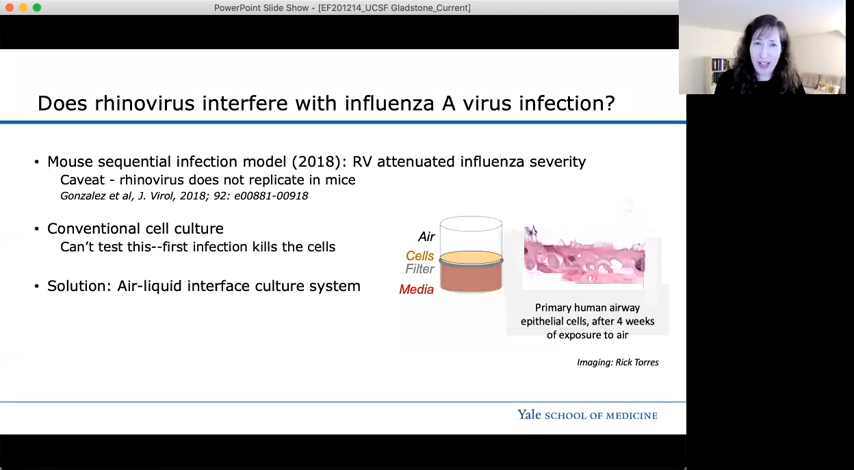 PowerPoint Slide Show - [EF201214_UCSF Gladstone_Current]
Does rhinovirus interfere with influenza A virus infection?
• Mouse sequential infection model (2018): RV attenuated influenza severity
Caveat - rhinovirus does not replicate in mice
Gonzalez et al, J. Virol, 2018; 92: e00881-00918
• Conventional cell culture
Can't test this--first infection kills the cells
• Solution: Air-liquid interface culture system
Air
Cells
Filter
Media
Primary human airway
epithelial cells, after 4 weeks
of exposure to air
Imaging: Rick Torres
Yale SCHOOL OF MEDICINE